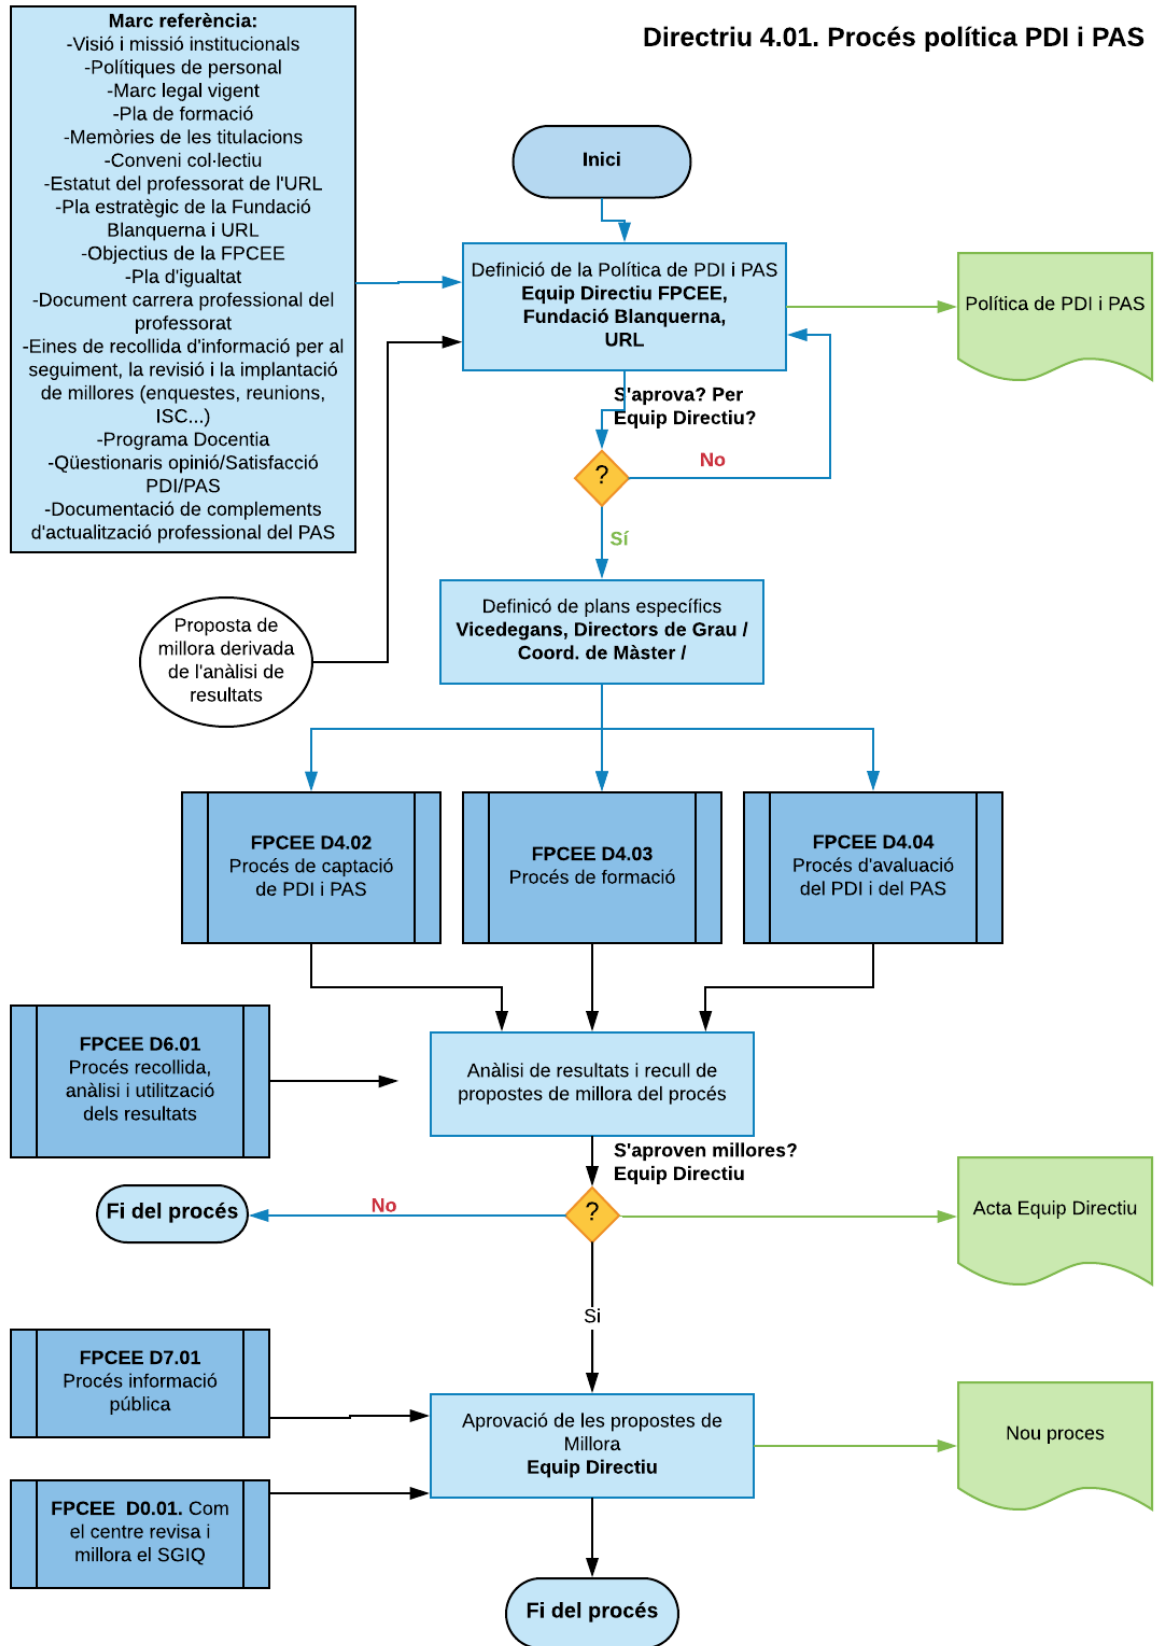 Marc referència:
-Visió i missió institucionals
-Polítiques de personal
-Marc legal vigent
-Pla de formació
-Memòries de les titulacions
-Conveni col·lectiu
-Estatut del professorat de l'URL
-Pla estratègic de la Fundació
Blanquerna i URL
-Objectius de la FPCEE
-Pla d'igualtat
-Document carrera professional del
professorat
-Eines de recollida d'informació per al
seguiment, la revisió i la implantació
de millores (enquestes, reunions,
ISC...)
-Programa Docentia
-Qüestionaris opinió/Satisfacció
PDI/PAS
-Documentació de complements
d'actualització professional del PAS
Directriu 4.01. Procés política PDI i PAS
Inici
Definició de la Política de PDI i PAS
Equip Directiu FPCEE,
Fundació Blanquerna,
URL
Política de PDI i PAS
S'aprova? Per
Equip Directiu?
?
No
Sí
Proposta de
millora derivada
de l'anàlisi de
resultats
Definicó de plans específics
Vicedegans, Directors de Grau /
Coord. de Màster /
FPCEE D4.02
Procés de captació
de PDI i PAS
FPCEE D4.03
Procés de formació
FPCEE D4.04
Procés d'avaluació
del PDI i del PAS
FPCEE D6.01
Procés recollida,
anàlisi i utilització
dels resultats
Anàlisi de resultats i recull de
propostes de millora del procés
S'aproven millores?
Equip Directiu
Fi del procés
No
?
Acta Equip Directiu
Si
FPCEE D7.01
Procés informació
pública
Aprovació de les propostes de
Millora
Equip Directiu
Nou proces
FPCEE  D0.01. Com
el centre revisa i
millora el SGIQ
Fi del procés